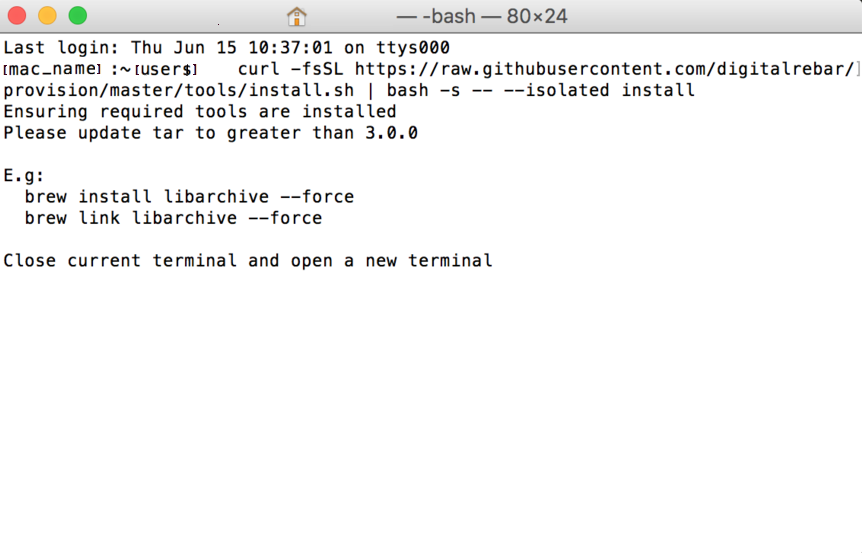 — -bash — 80×24
Last login: Thu Jun 15 10:37:01 on ttys000
[mac_name] :~[user$] curl -fsSL https://raw.githubusercontent.com/digitalrebar/]
provision/master/tools/install.sh | bash -s -- --isolated install
Ensuring required tools are installed
Please update tar to greater than 3.0.0
E.g:
brew install libarchive --force
brew link libarchive --force
Close current terminal and open a new terminal